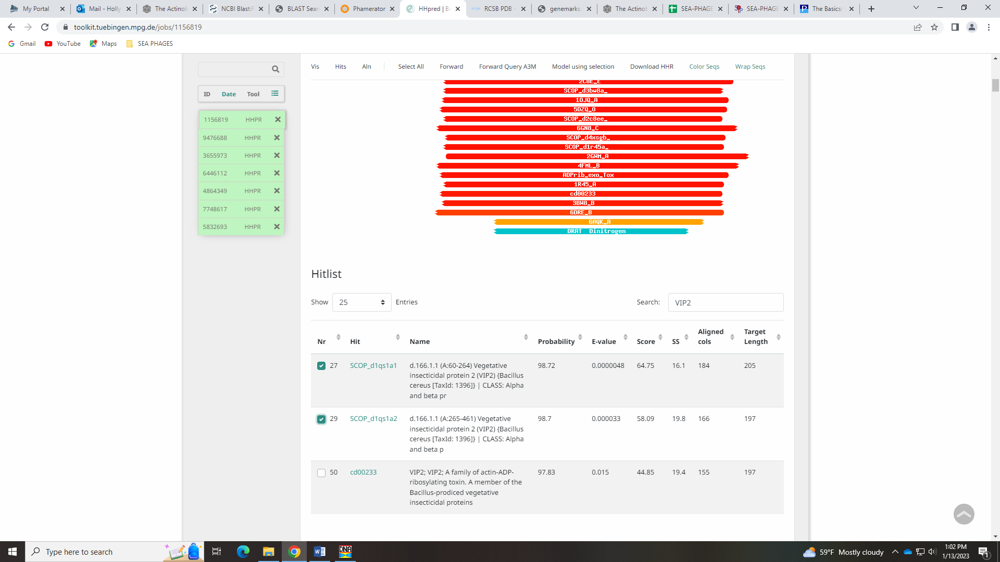 My Portal
Mail - Holly
The Actinob
NCBI BlastP
BLAST Sear
Phamerator
HHpred | Bi
RCSB PDB -
genemarks
The Actinob
SEA-PHAGE
SEA-PHAGE
The Basics:
toolkit.tuebingen.mpg.de/jobs/1156819
Gmail
YouTube
Maps
SEA PHAGES
Vis Hits Aln Select All Forward Forward Query A3M Model using selection Download HHR Color Seqs Wrap Seqs
ID Date Tool
1156819 HHPR
9476688 HHPR
3655973 HHPR
6446112 HHPR
4864349 HHPR
7748617 HHPR
5832693 HHPR
2C8E_E
SCOP_d3bw8a_
1OJQ_A
5DZQ_O
SCOP_d2c8ee_
6GN8_C
SCOP_d4xsgb_
SCOP_d1r45a_
2GWM_A
4FML_B
ADPrib_exo_Tox
1R45_A
cd00233
3BW8_B
6DRE_B
6AQK_A
DRAT Dinitrogen
Hitlist
Show 25 Entries
Search: VIP2
Nr Hit Name Probability E-value Score SS Aligned cols Target Length
27 SCOP_d1qs1a1 d.166.1.1 (A:60-264) Vegetative 98.72 0.0000048 64.75 16.1 184 205
insecticidal protein 2 (VIP2) {Bacillus
cereus [TaxId: 1396]} | CLASS: Alpha
and beta pr
29 SCOP_d1qs1a2 d.166.1.1 (A:265-461) Vegetative 98.7 0.000033 58.09 19.8 166 197
insecticidal protein 2 (VIP2) {Bacillus
cereus [TaxId: 1396]} | CLASS: Alpha
and beta p
50 cd00233 VIP2; VIP2; A family of actin-ADP- 97.83 0.015 44.85 19.4 155 197
ribosylating toxin. A member of the
Bacillus-prodiced vegetative
insecticidal proteins
Type here to search
DNA
59°F Mostly cloudy
1:02 PM
1/13/2023
1